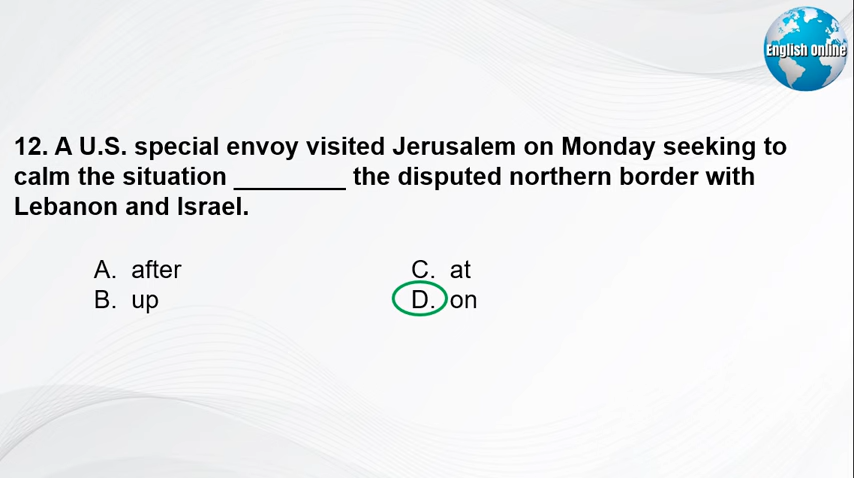 English Online
12. A U.S. special envoy visited Jerusalem on Monday seeking to
calm the situation ________ the disputed northern border with
Lebanon and Israel.
A. after
B. up
C. at
D. on